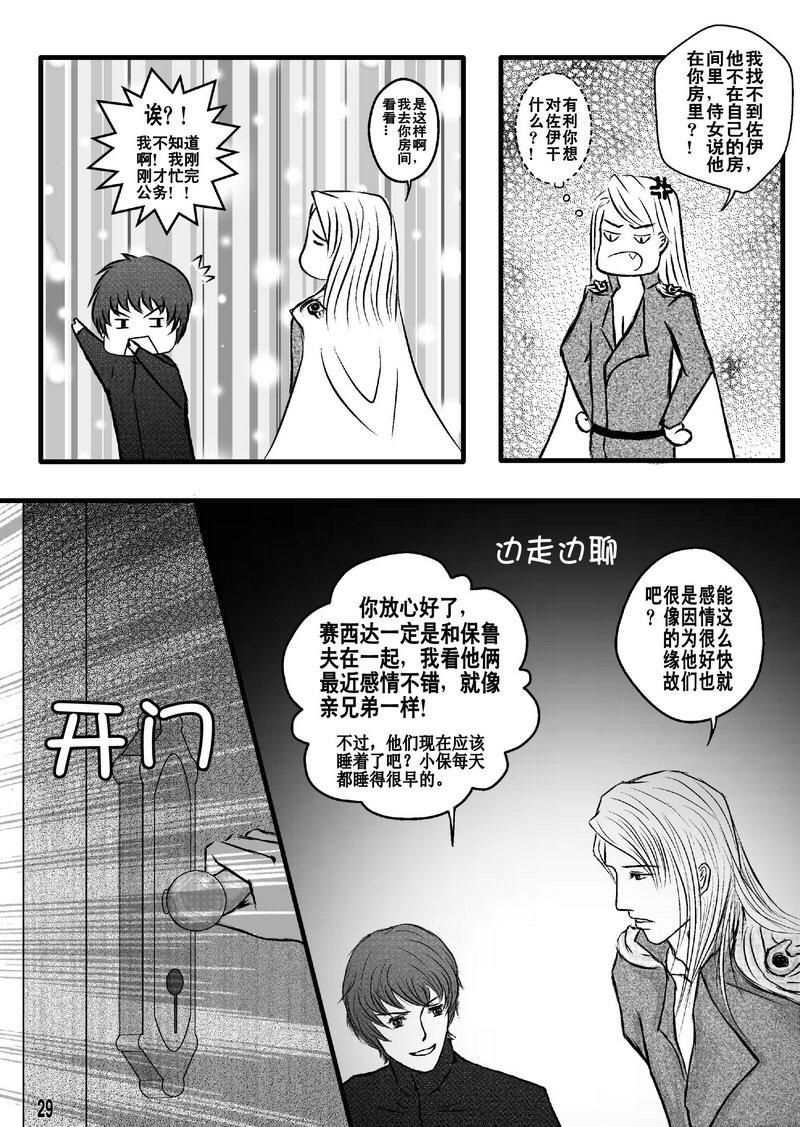 我找不到佐伊
他不在自己的房,
间里,侍女说他
在你房里?!
有利你想
对佐伊干
什么?!
是这样啊,
我去你房间
看看…
诶?!
我不知道
啊!我刚
刚才忙完
公务!!
边走边聊
能这么快就
感情很好也
是因为他们
很像的缘故
吧?
你放心好了,
赛西达一定是和保鲁
夫在一起,我看他俩
最近感情不错,就像
亲兄弟一样!
不过,他们现在应该
睡着了吧?小保每天
都睡得很早的。
开门
29